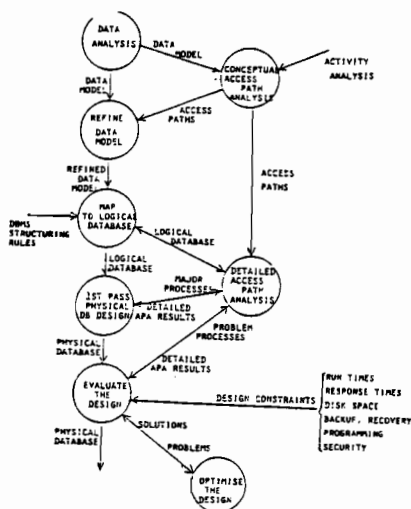 DATA
ANALYSIS
DATA
MODEL
CONCEPTUAL
ACCESS
PATH
ANALYSIS
ACTIVITY
ANALYSIS
DATA
MODEL
ACCESS
PATHS
REFINE
DATA
MODEL
REFINED
DATA
MODEL
ACCESS
PATHS
MAP
TO LOGICAL
DATABASE
DBMS
STRUCTURING
RULES
LOGICAL
DATABASE
LOGICAL
DATABASE
MAJOR
PROCESSES
DETAILED
ACCESS
PATH
ANALYSIS
1ST PASS
PHYSICAL
DB DESIGN
DETAILED
APA RESULTS
PROBLEM
PROCESSES
PHYSICAL
DATABASE
DETAILED
APA RESULTS
EVALUATE
THE
DESIGN
DESIGN CONSTRAINTS
RUN TIMES
RESPONSE TIMES
DISK SPACE
BACKUP, RECOVERY
PROGRAMMING
SECURITY
PHYSICAL
DATABASE
SOLUTIONS
PROBLEMS
OPTIMISE
THE
DESIGN